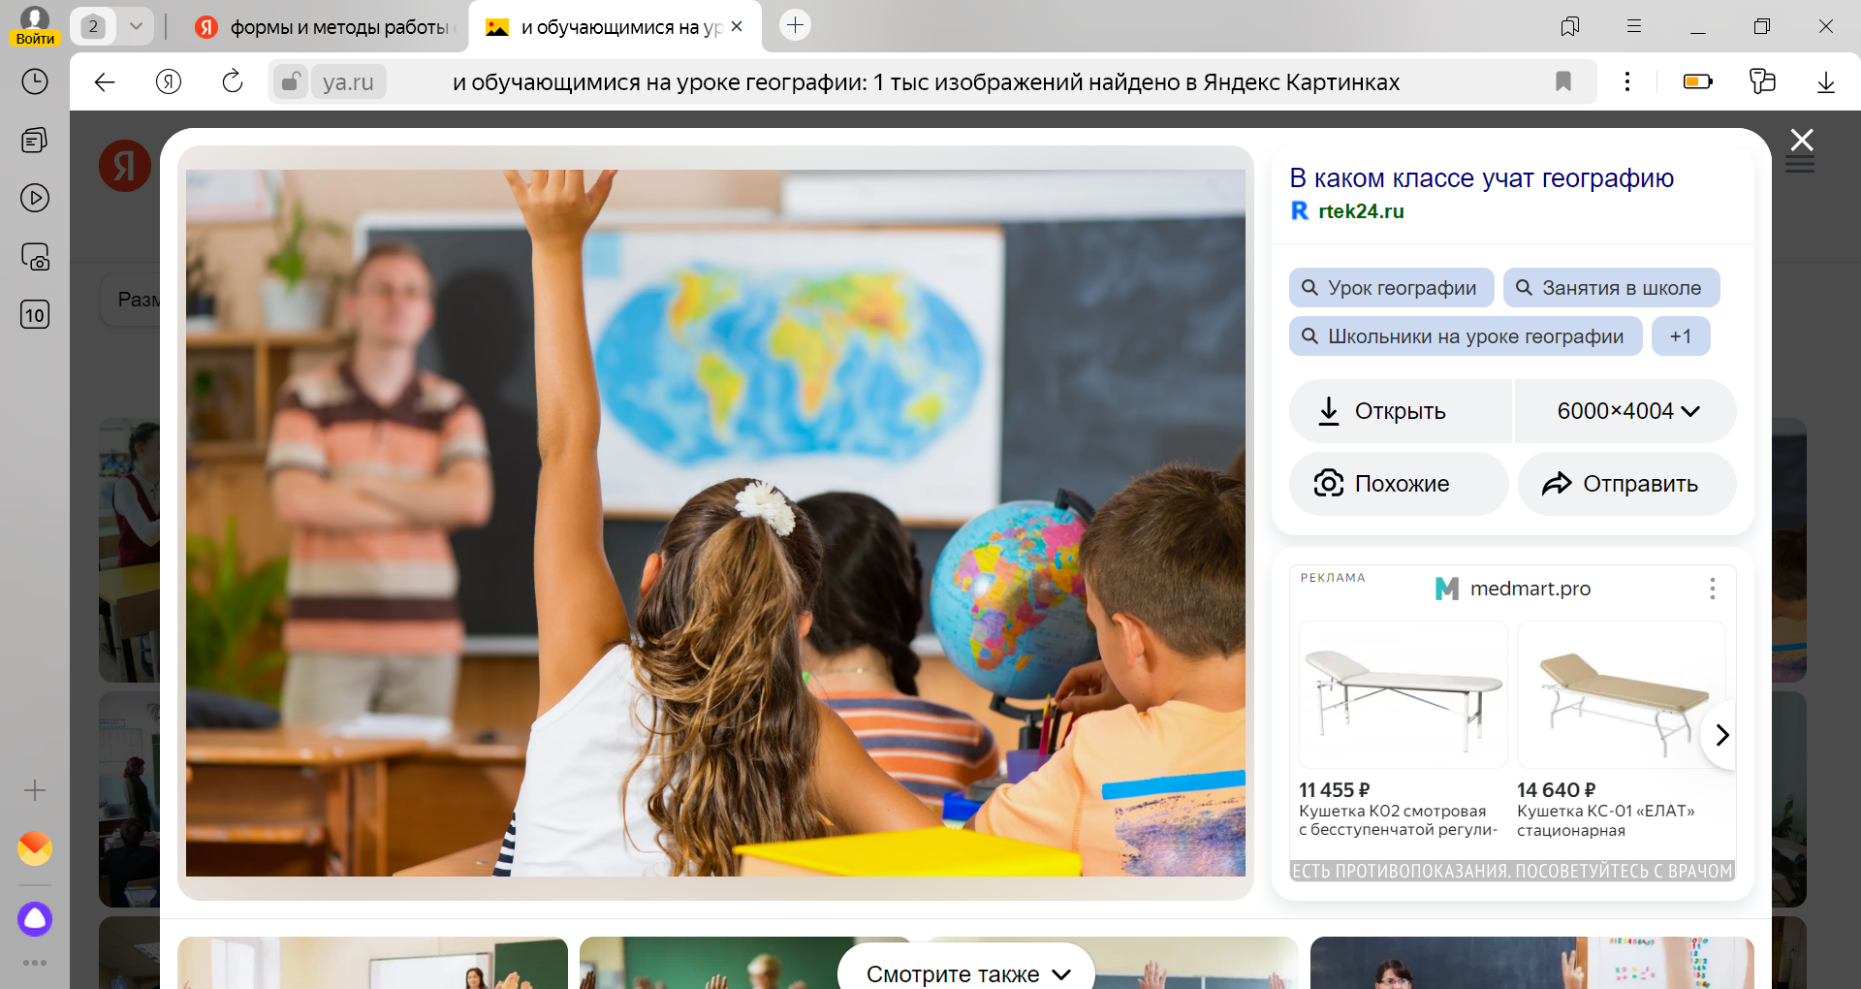 Войти
2
Я
формы и методы работы
и обучающимися на ур
Я
ya.ru
и обучающимися на уроке географии: 1 тыс изображений найдено в Яндекс Картинках
10
Я
Разм
В каком классе учат географию
R rtek24.ru
Урок географии
Занятия в школе
Школьники на уроке географии
+1
Открыть
6000×4004
Похожие
Отправить
РЕКЛАМА
medmart.pro
11 455 ₽
Кушетка К02 смотровая
с бесступенчатой регули-
14 640 ₽
Кушетка КС-01 «ЕЛАТ»
стационарная
ЕСТЬ ПРОТИВОПОКАЗАНИЯ. ПОСОВЕТУЙТЕСЬ С ВРАЧОМ
Смотрите также